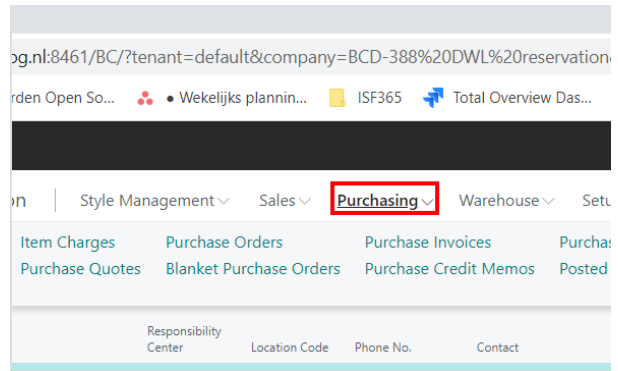 og.nl:8461/BC/?tenant=default&company=BCD-388%20DWL%20reservation
rden Open So... • Wekelijks plannin... ISF365 Total Overview Das...
on Style Management Sales Purchasing Warehouse Setu
Item Charges Purchase Orders Purchase Invoices Purchas
Purchase Quotes Blanket Purchase Orders Purchase Credit Memos Posted
Responsibility
Center Location Code Phone No. Contact